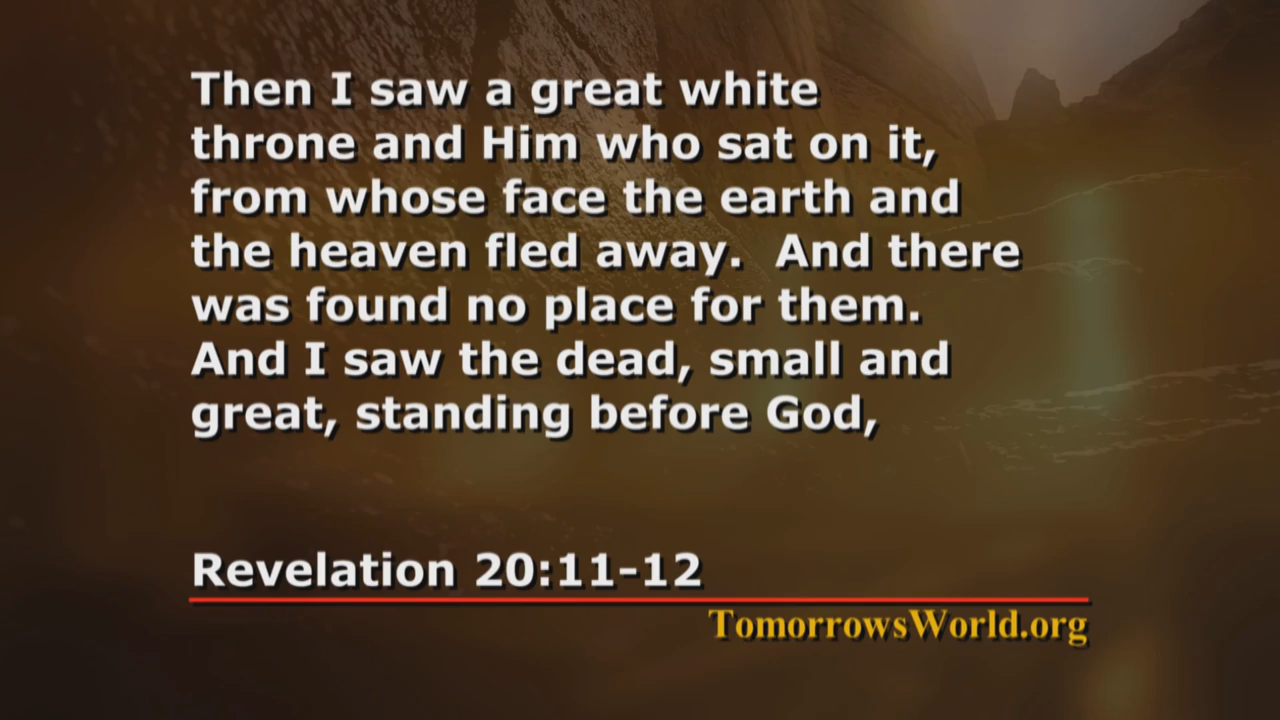 Then I saw a great white
throne and Him who sat on it,
from whose face the earth and
the heaven fled away.  And there
was found no place for them.
And I saw the dead, small and
great, standing before God,
Revelation 20:11-12
TomorrowsWorld.org